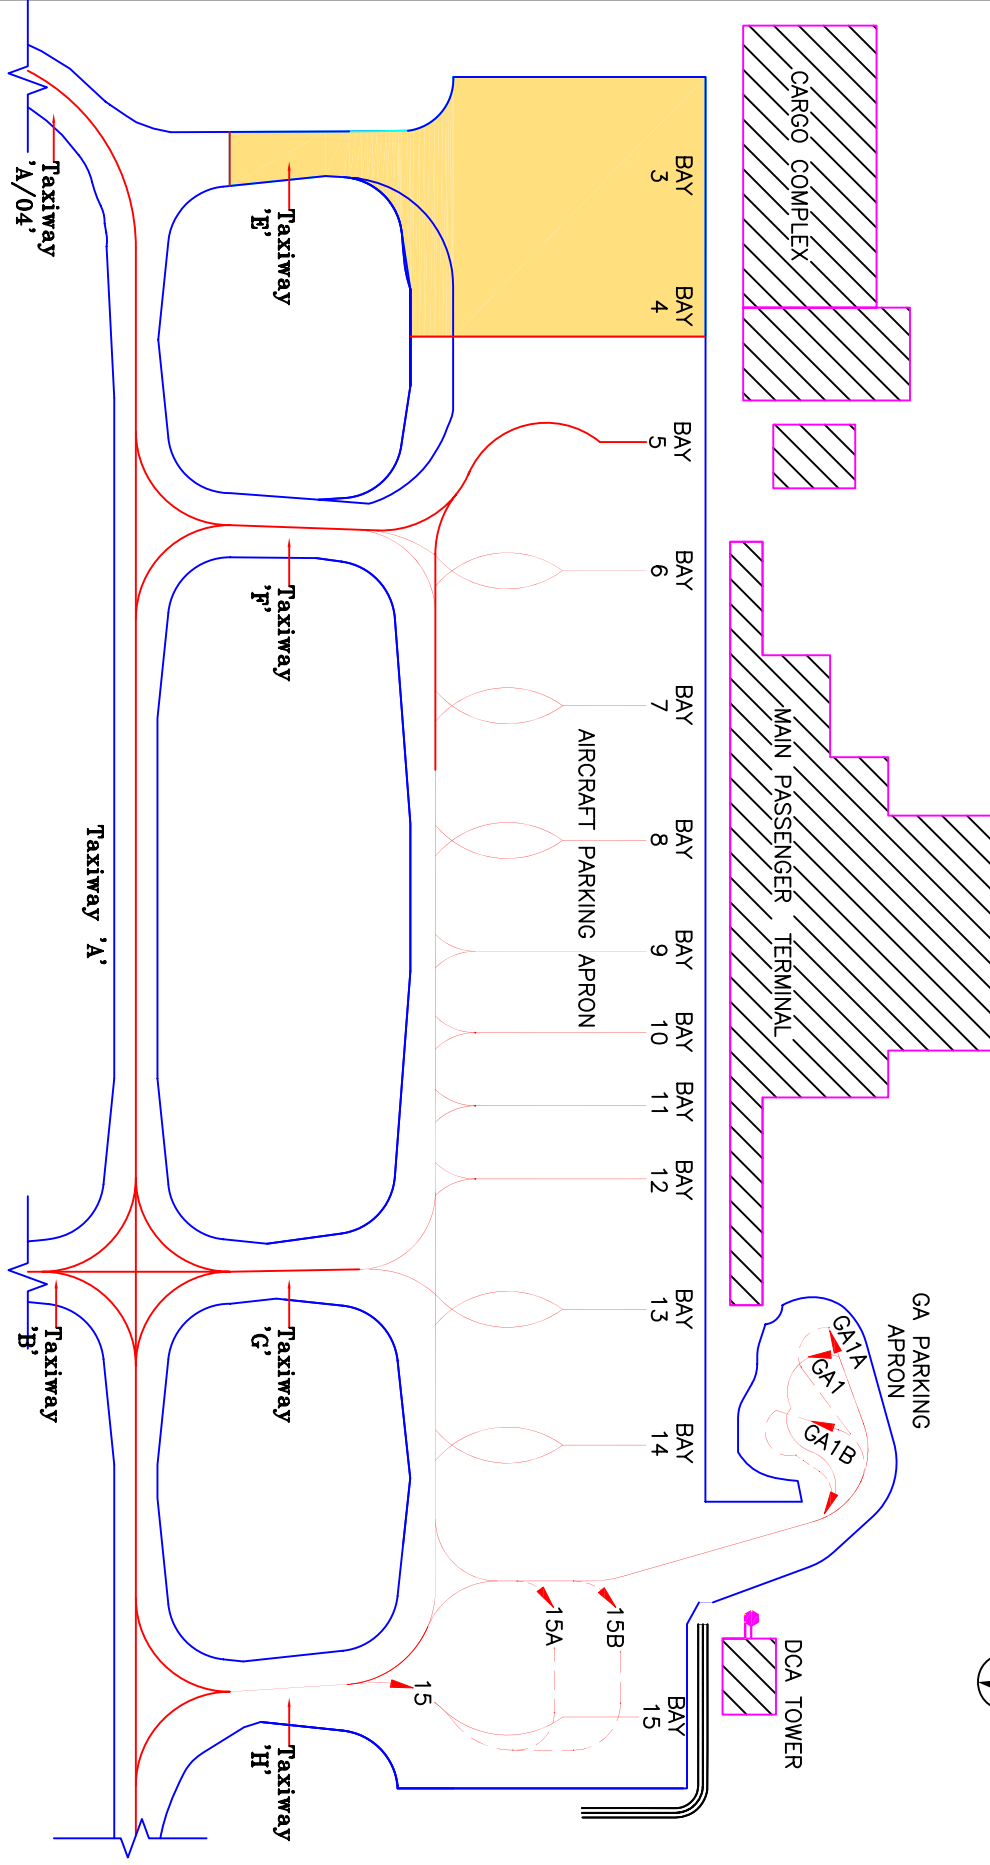 CARGO COMPLEX
BAY
3
BAY
4
BAY
5
BAY
6
BAY
7
BAY
8
BAY
9
BAY
10
BAY
11
BAY
12
BAY
13
BAY
14
BAY
15
MAIN PASSENGER TERMINAL
AIRCRAFT PARKING APRON
GA PARKING
APRON
GA1A
GA1
GA1B
DCA TOWER
15A
15B
15
Taxiway
'A/04'
Taxiway
'E'
Taxiway
'F'
Taxiway 'A'
Taxiway
'B'
Taxiway
'G'
Taxiway
'H'